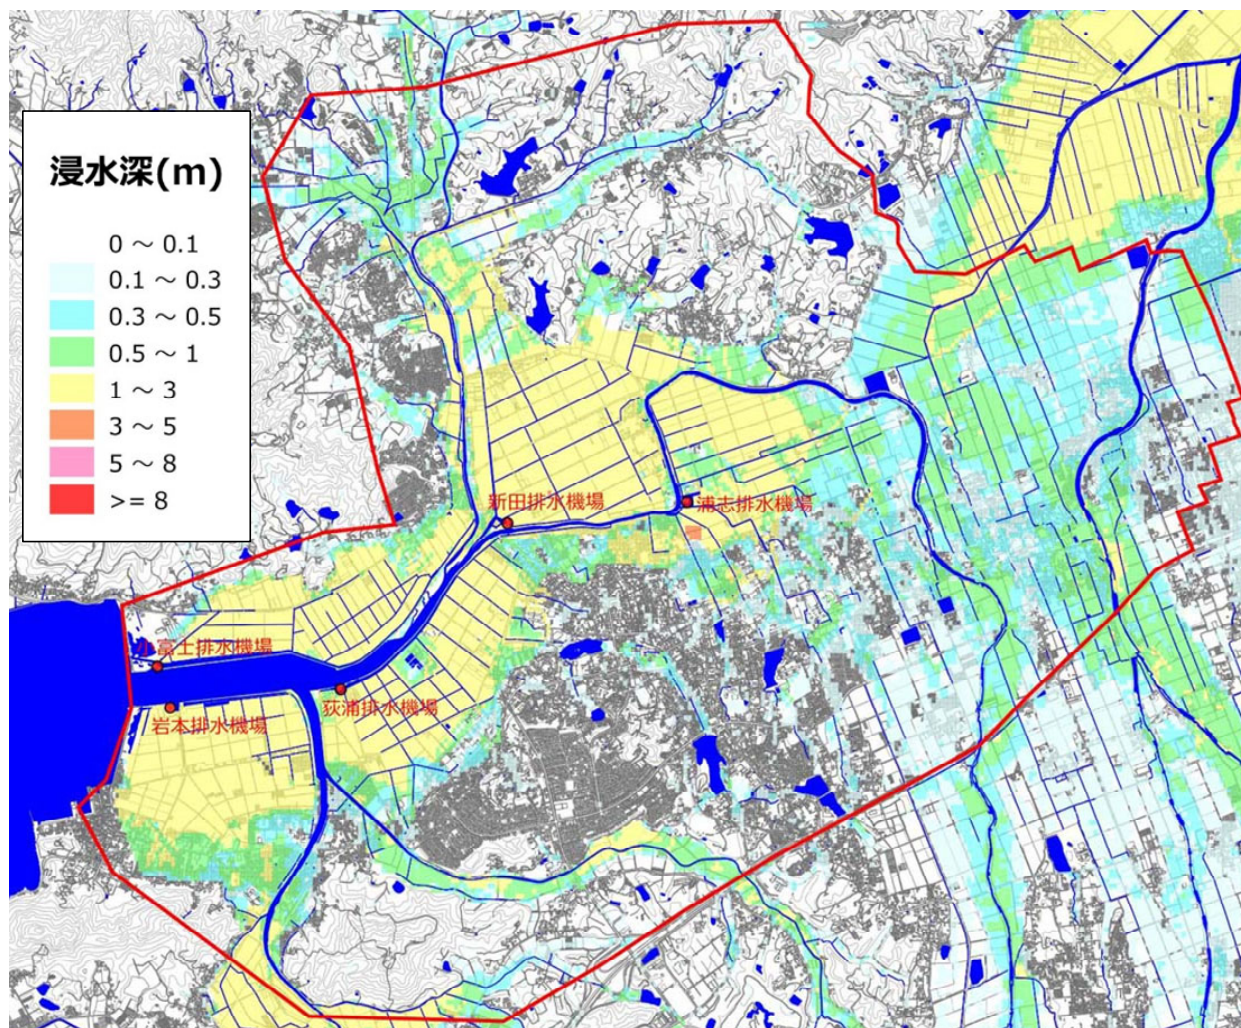 浸水深(m)
0 ～ 0.1
0.1 ～ 0.3
0.3 ～ 0.5
0.5 ～ 1
1 ～ 3
3 ～ 5
5 ～ 8
>= 8
新田排水機場
浦志排水機場
小富士排水機場
荻浦排水機場
岩本排水機場